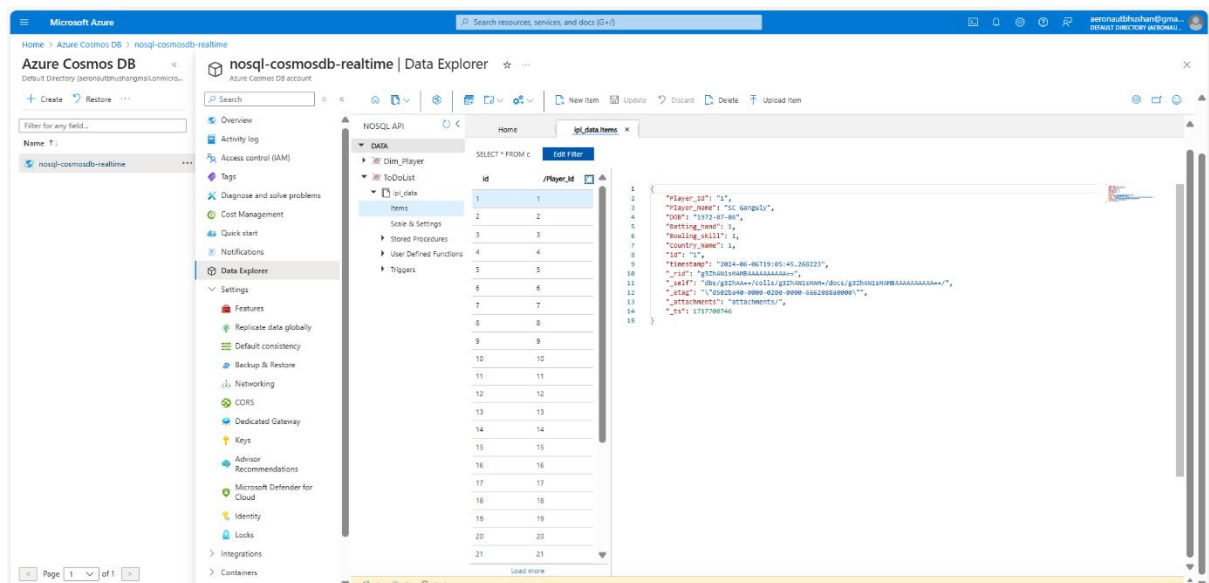 Microsoft Azure
Search resources, services, and docs (G+/)
aeronautbhushan@gma...
DEFAULT DIRECTORY (AERONAU...
Home > Azure Cosmos DB > nosql-cosmosdb-realtime
Azure Cosmos DB
Default Directory (aeronautbhushangmail.onmicro...
+ Create Restore ...
Filter for any field...
Name ↑↓
nosql-cosmosdb-realtime ...
< Page 1 of 1 >
nosql-cosmosdb-realtime | Data Explorer ...
Azure Cosmos DB account
Search
Overview
Activity log
Access control (IAM)
Tags
Diagnose and solve problems
Cost Management
Quick start
Notifications
Data Explorer
Settings
Features
Replicate data globally
Default consistency
Backup & Restore
Networking
CORS
Dedicated Gateway
Keys
Advisor
Recommendations
Microsoft Defender for
Cloud
Identity
Locks
Integrations
Containers
New Item Update Discard Delete Upload Item
NOSQL API
DATA
Dim_Player
ToDoList
ipl_data
Items
Scale & Settings
Stored Procedures
User Defined Functions
Triggers
Home ipl_data.Items ×
SELECT * FROM c Edit Filter
id /Player_Id
1 1
2 2
3 3
4 4
5 5
6 6
7 7
8 8
9 9
10 10
11 11
12 12
13 13
14 14
15 15
16 16
17 17
18 18
19 19
20 20
21 21
Load more
1 {
2 "Player_Id": "1",
3 "Player_Name": "SC Ganguly",
4 "DOB": "1972-07-08",
5 "Batting_hand": 1,
6 "Bowling_skill": 1,
7 "Country_Name": 1,
8 "id": "1",
9 "timestamp": "2024-06-06T19:05:45.268223",
10 "_rid":
11 "_self":
12 "_etag":
13 "_attachments": "attachments/",
14 "_ts": 1717700746
15 }